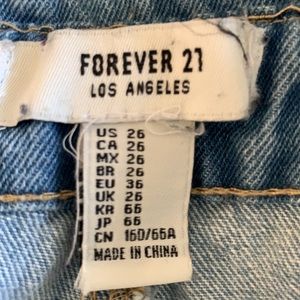 FOREVER 21
LOS ANGELES
US 26
CA 26
MX 26
BR 26
EU 36
UK 26
KR 66
JP 66
CN 160/66A
MADE IN CHINA